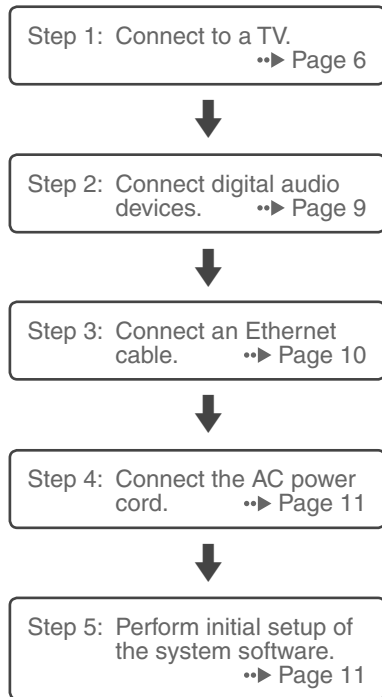 Step 1: Connect to a TV.
••▶ Page 6
Step 2: Connect digital audio
devices. ••▶ Page 9
Step 3: Connect an Ethernet
cable. ••▶ Page 10
Step 4: Connect the AC power
cord. ••▶ Page 11
Step 5: Perform initial setup of
the system software.
••▶ Page 11